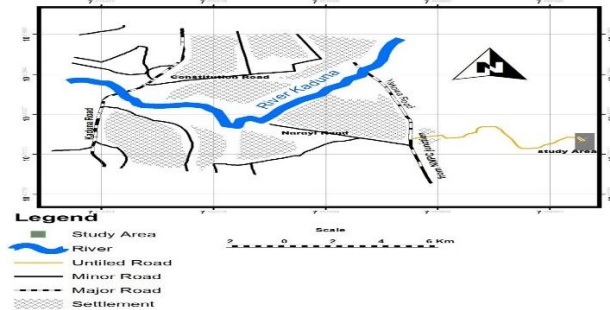 Constitution Road
River Kaduna
N
Kaduna Road
Yakowa Road
Narayi Road
study Area
Legend
Study Area
River
Untiled Road
Minor Road
Major Road
Settlement
Scale
2 0 2 4 6 Km